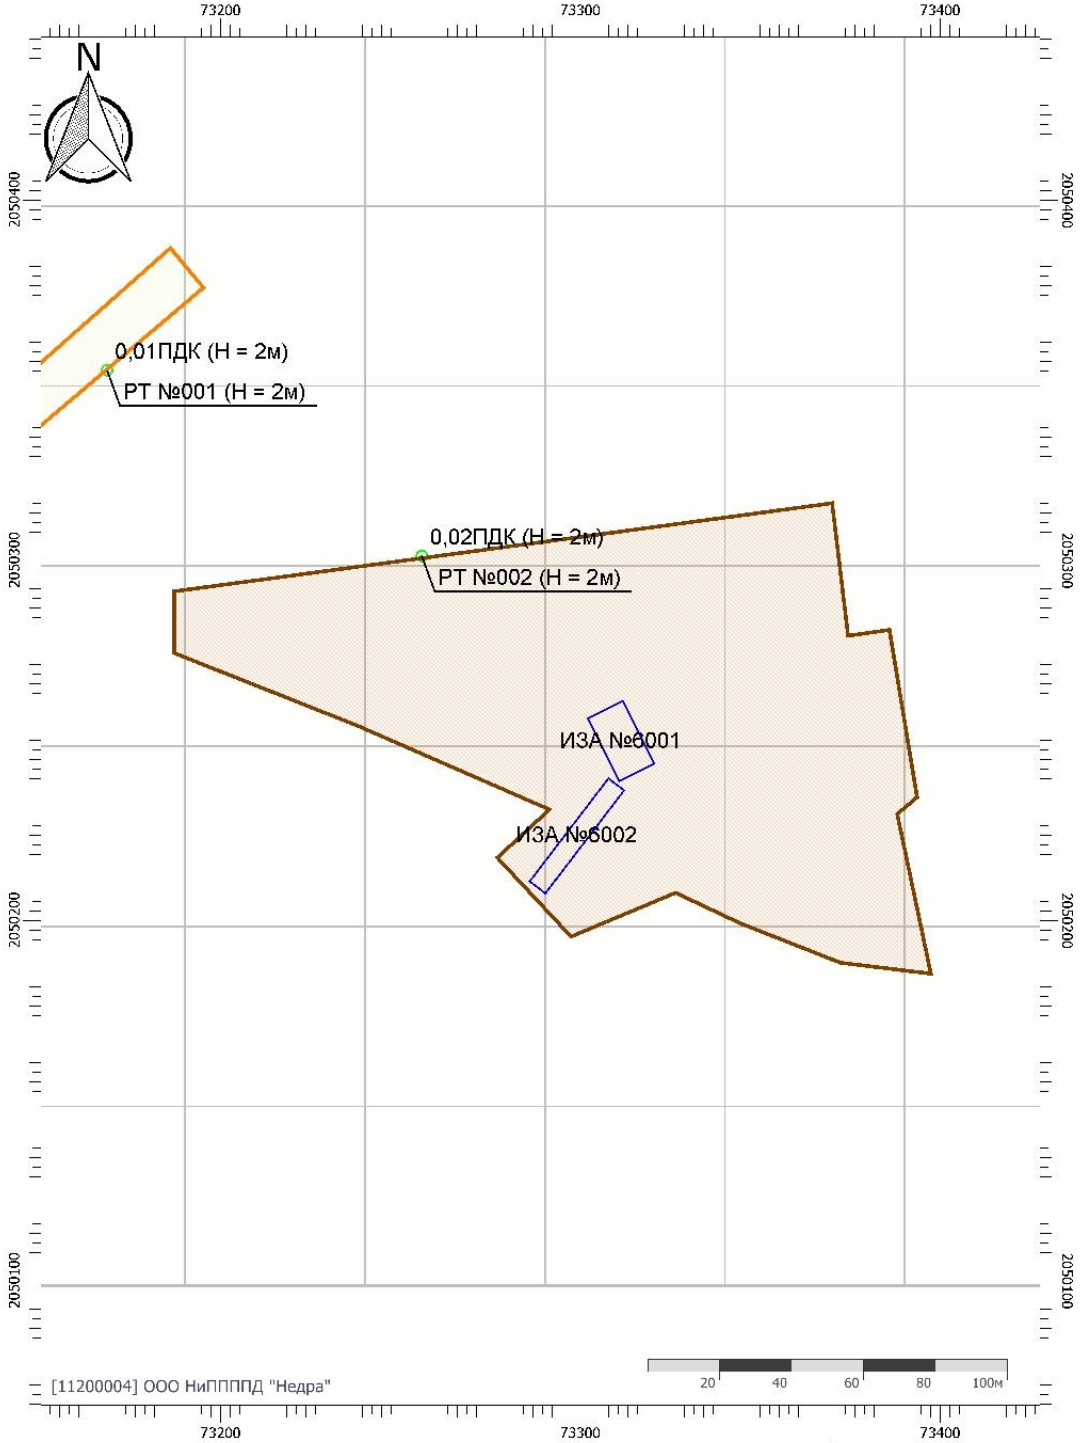 73200
73300
73400
N
2050400
2050400
0,01ПДК (Н = 2м)
РТ №001 (Н = 2м)
0,02ПДК (Н = 2м)
РТ №002 (Н = 2м)
2050300
2050300
ИЗА №6001
ИЗА №6002
2050200
2050200
2050100
2050100
[11200004] ООО НиППППД "Недра"
20 40 60 80 100м
73200
73300
73400